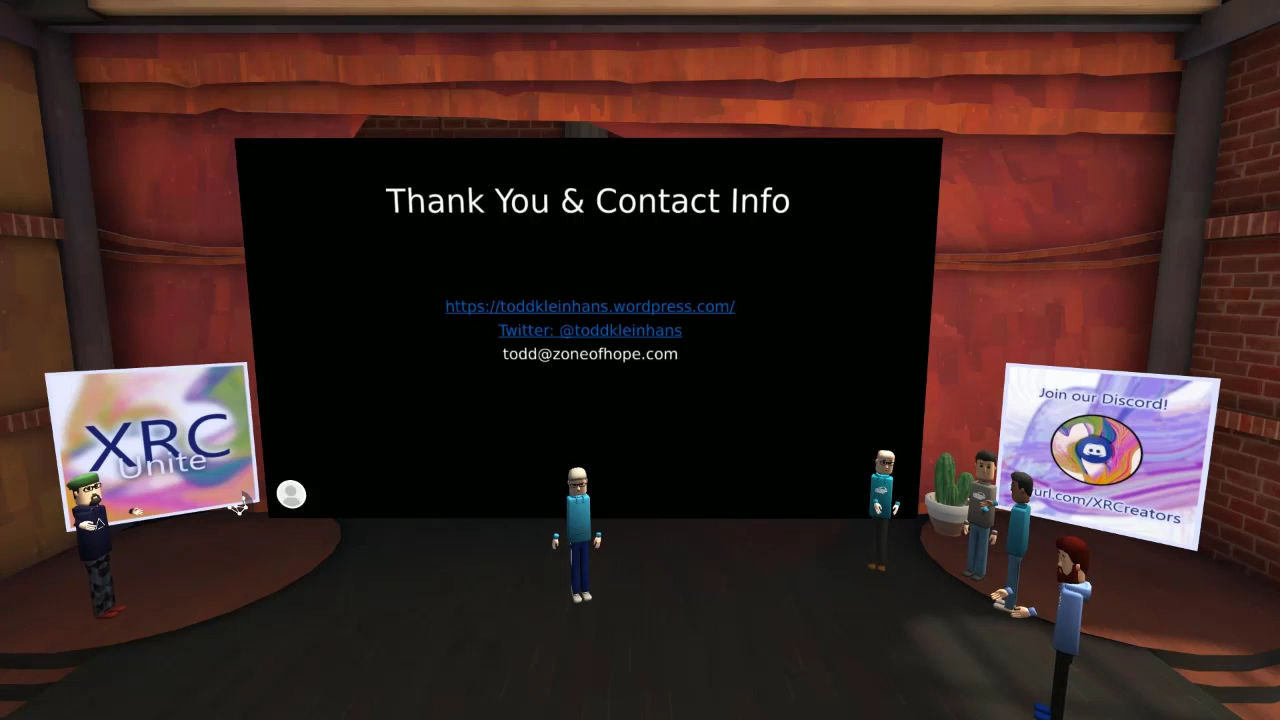 Thank You & Contact Info
https://toddkleinhans.wordpress.com/
Twitter: @toddkleinhans
todd@zoneofhope.com
XRC
Unite
Join our Discord!
url.com/XRCreators